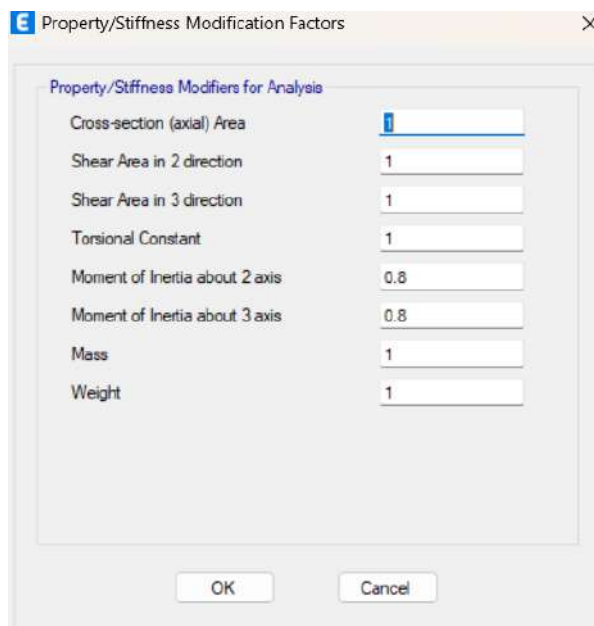 E Property/Stiffness Modification Factors
Property/Stiffness Modifiers for Analysis
Cross-section (axial) Area 1
Shear Area in 2 direction 1
Shear Area in 3 direction 1
Torsional Constant 1
Moment of Inertia about 2 axis 0.8
Moment of Inertia about 3 axis 0.8
Mass 1
Weight 1
OK Cancel